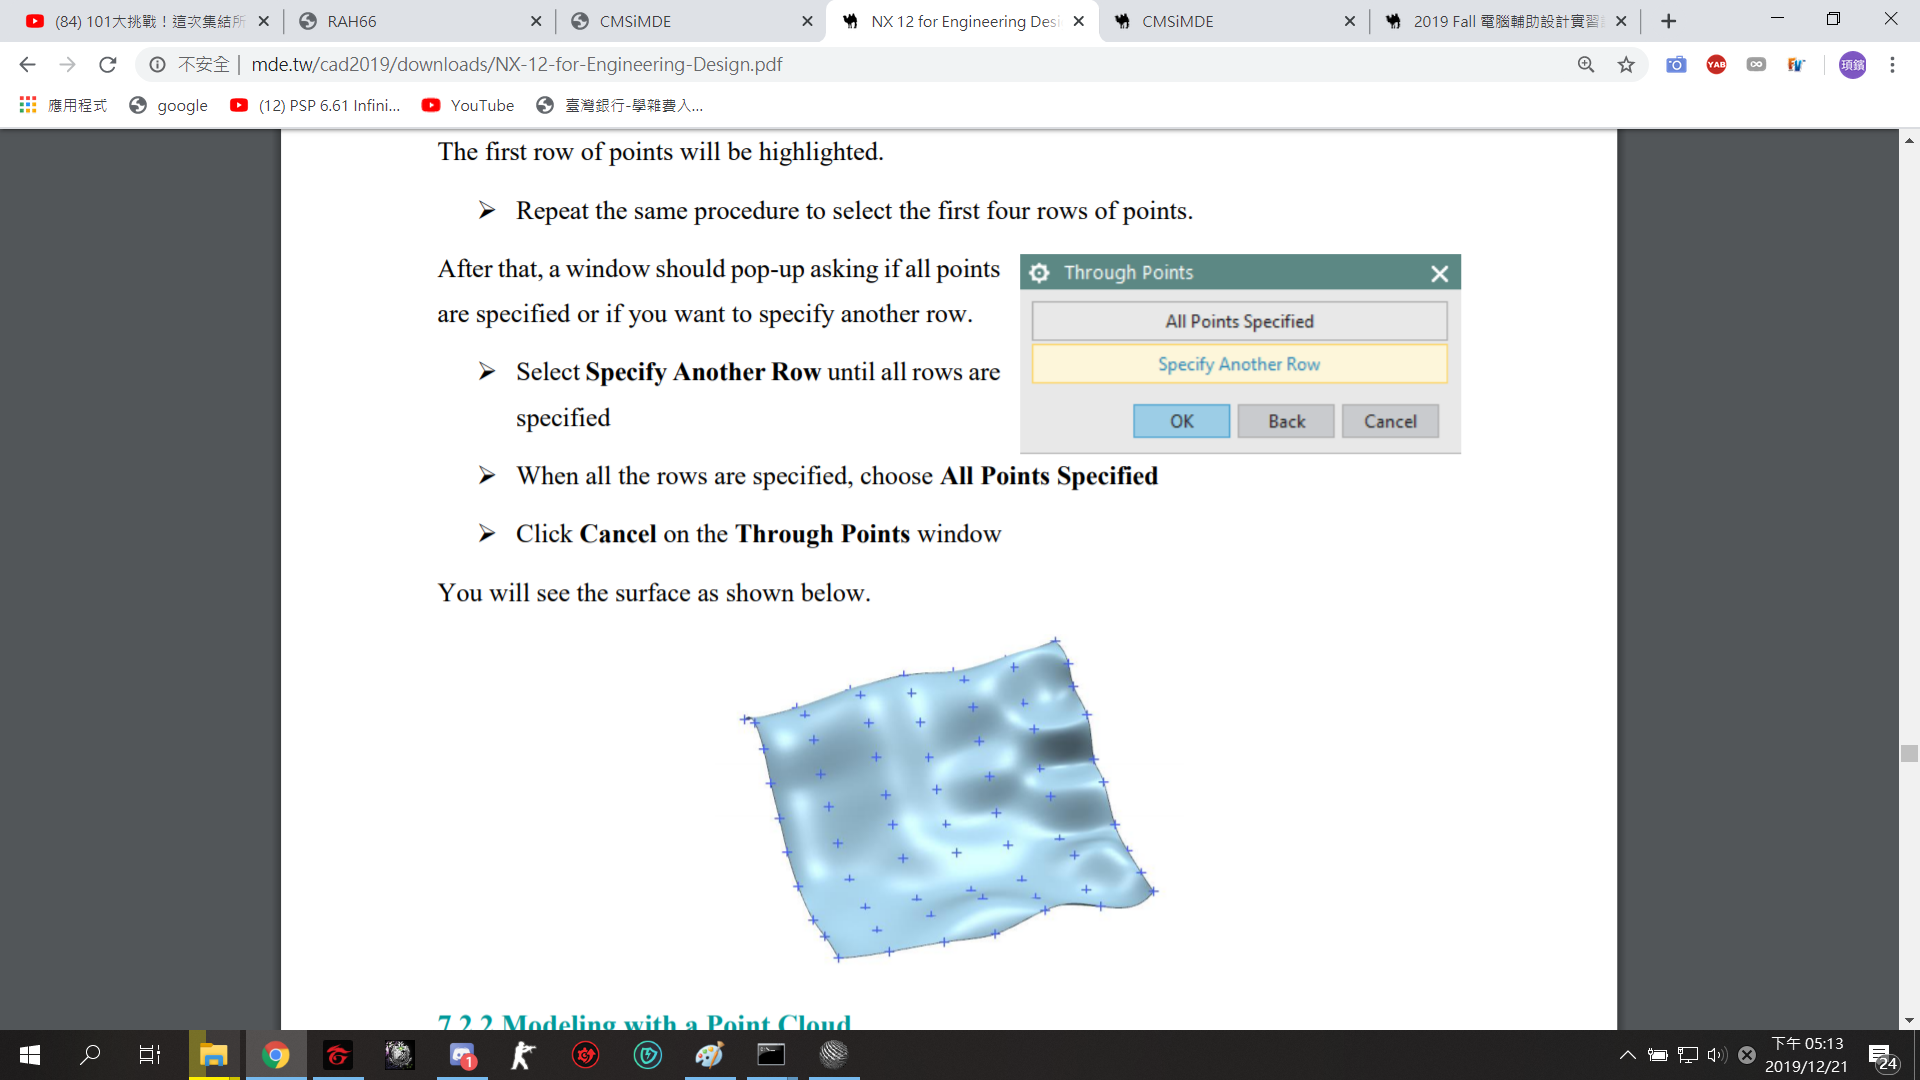 (84) 101大挑戰！這次集結所
RAH66
CMSiMDE
NX 12 for Engineering Desi
CMSiMDE
2019 Fall 電腦輔助設計實習
不安全 | mde.tw/cad2019/downloads/NX-12-for-Engineering-Design.pdf
YAB
項鑌
應用程式
google
(12) PSP 6.61 Infini...
YouTube
臺灣銀行-學雜費入...
The first row of points will be highlighted.
➢ Repeat the same procedure to select the first four rows of points.
After that, a window should pop-up asking if all points
are specified or if you want to specify another row.
Through Points
All Points Specified
Specify Another Row
OK
Back
Cancel
➢ Select Specify Another Row until all rows are
specified
➢ When all the rows are specified, choose All Points Specified
➢ Click Cancel on the Through Points window
You will see the surface as shown below.
7.2.2 Modeling with a Point Cloud
1
下午 05:13
2019/12/21
24